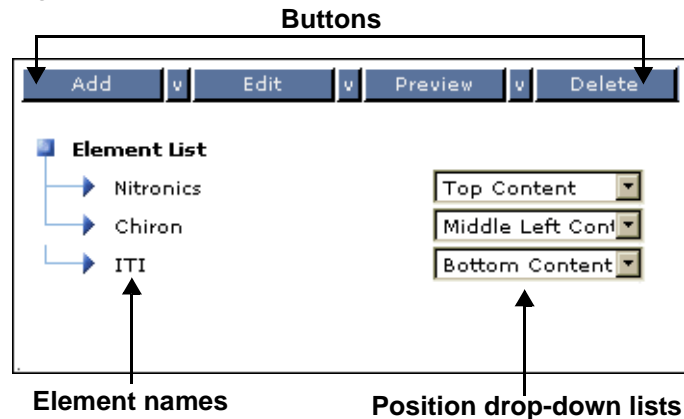 Buttons
Add v Edit v Preview v Delete
Element List
Nitronics Top Content
Chiron Middle Left Cont
ITI Bottom Content
Element names Position drop-down lists